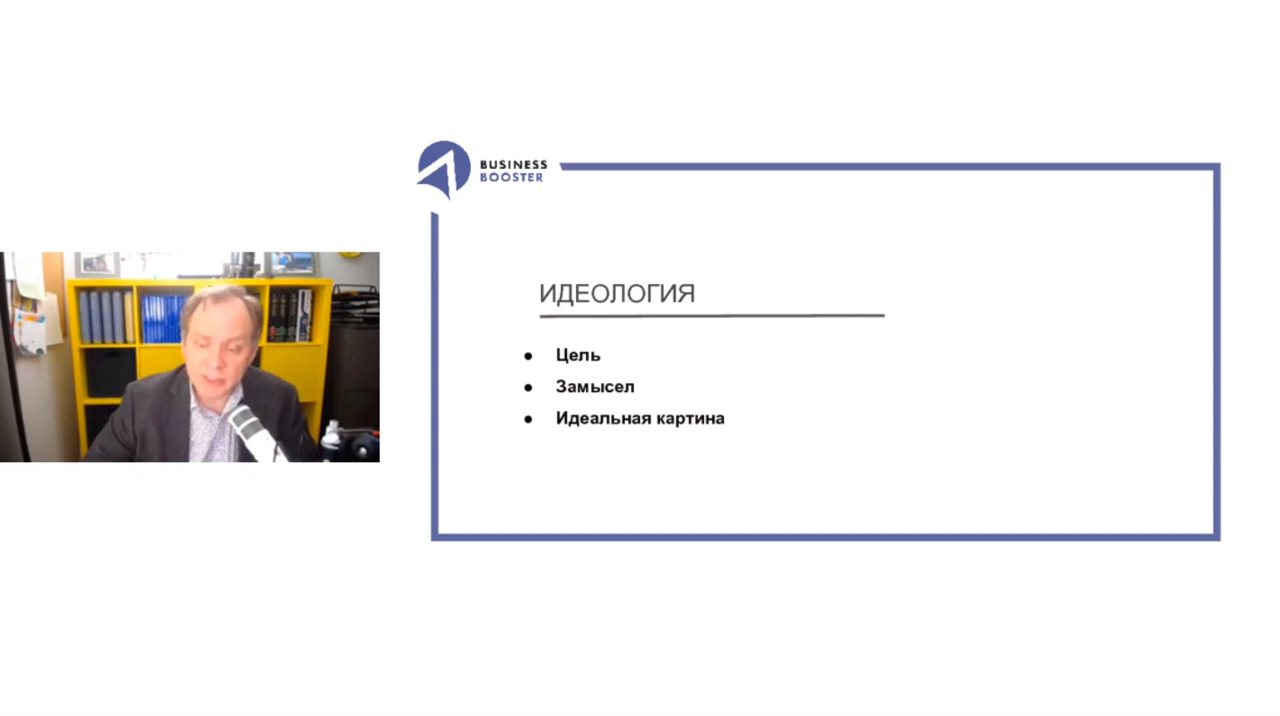 BUSINESS
BOOSTER
ИДЕОЛОГИЯ
● Цель
● Замысел
● Идеальная картина